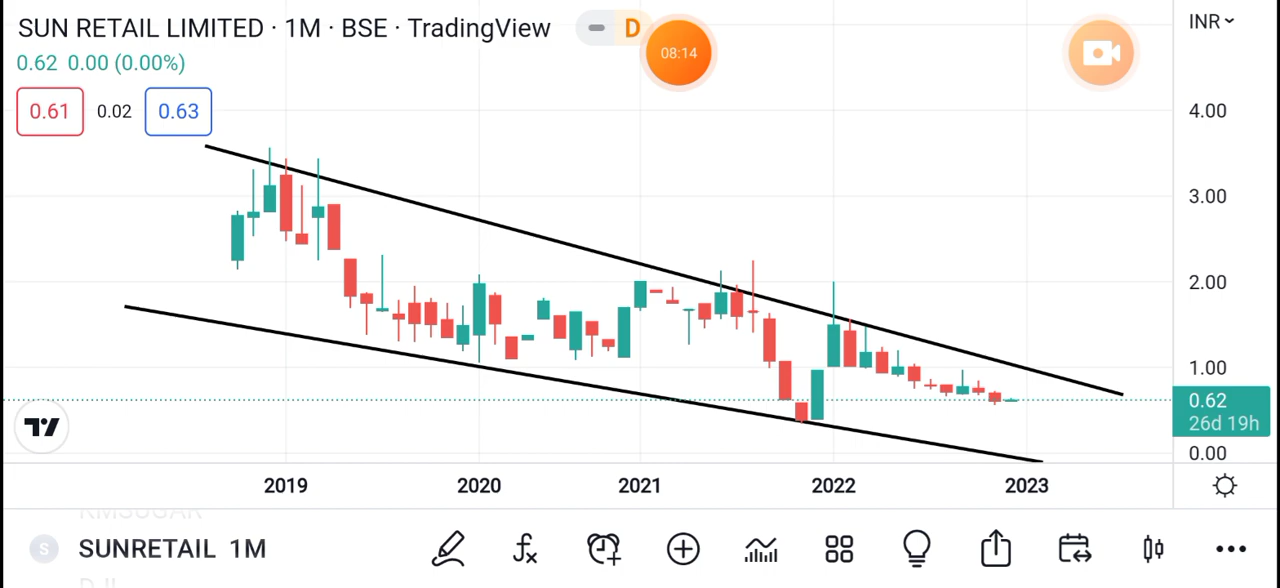 SUN RETAIL LIMITED · 1M · BSE · TradingView D
08:14
INR
0.62 0.00 (0.00%)
0.61 0.02 0.63
4.00
3.00
2.00
1.00
0.62
26d 19h
0.00
2019 2020 2021 2022 2023
S SUNRETAIL 1M